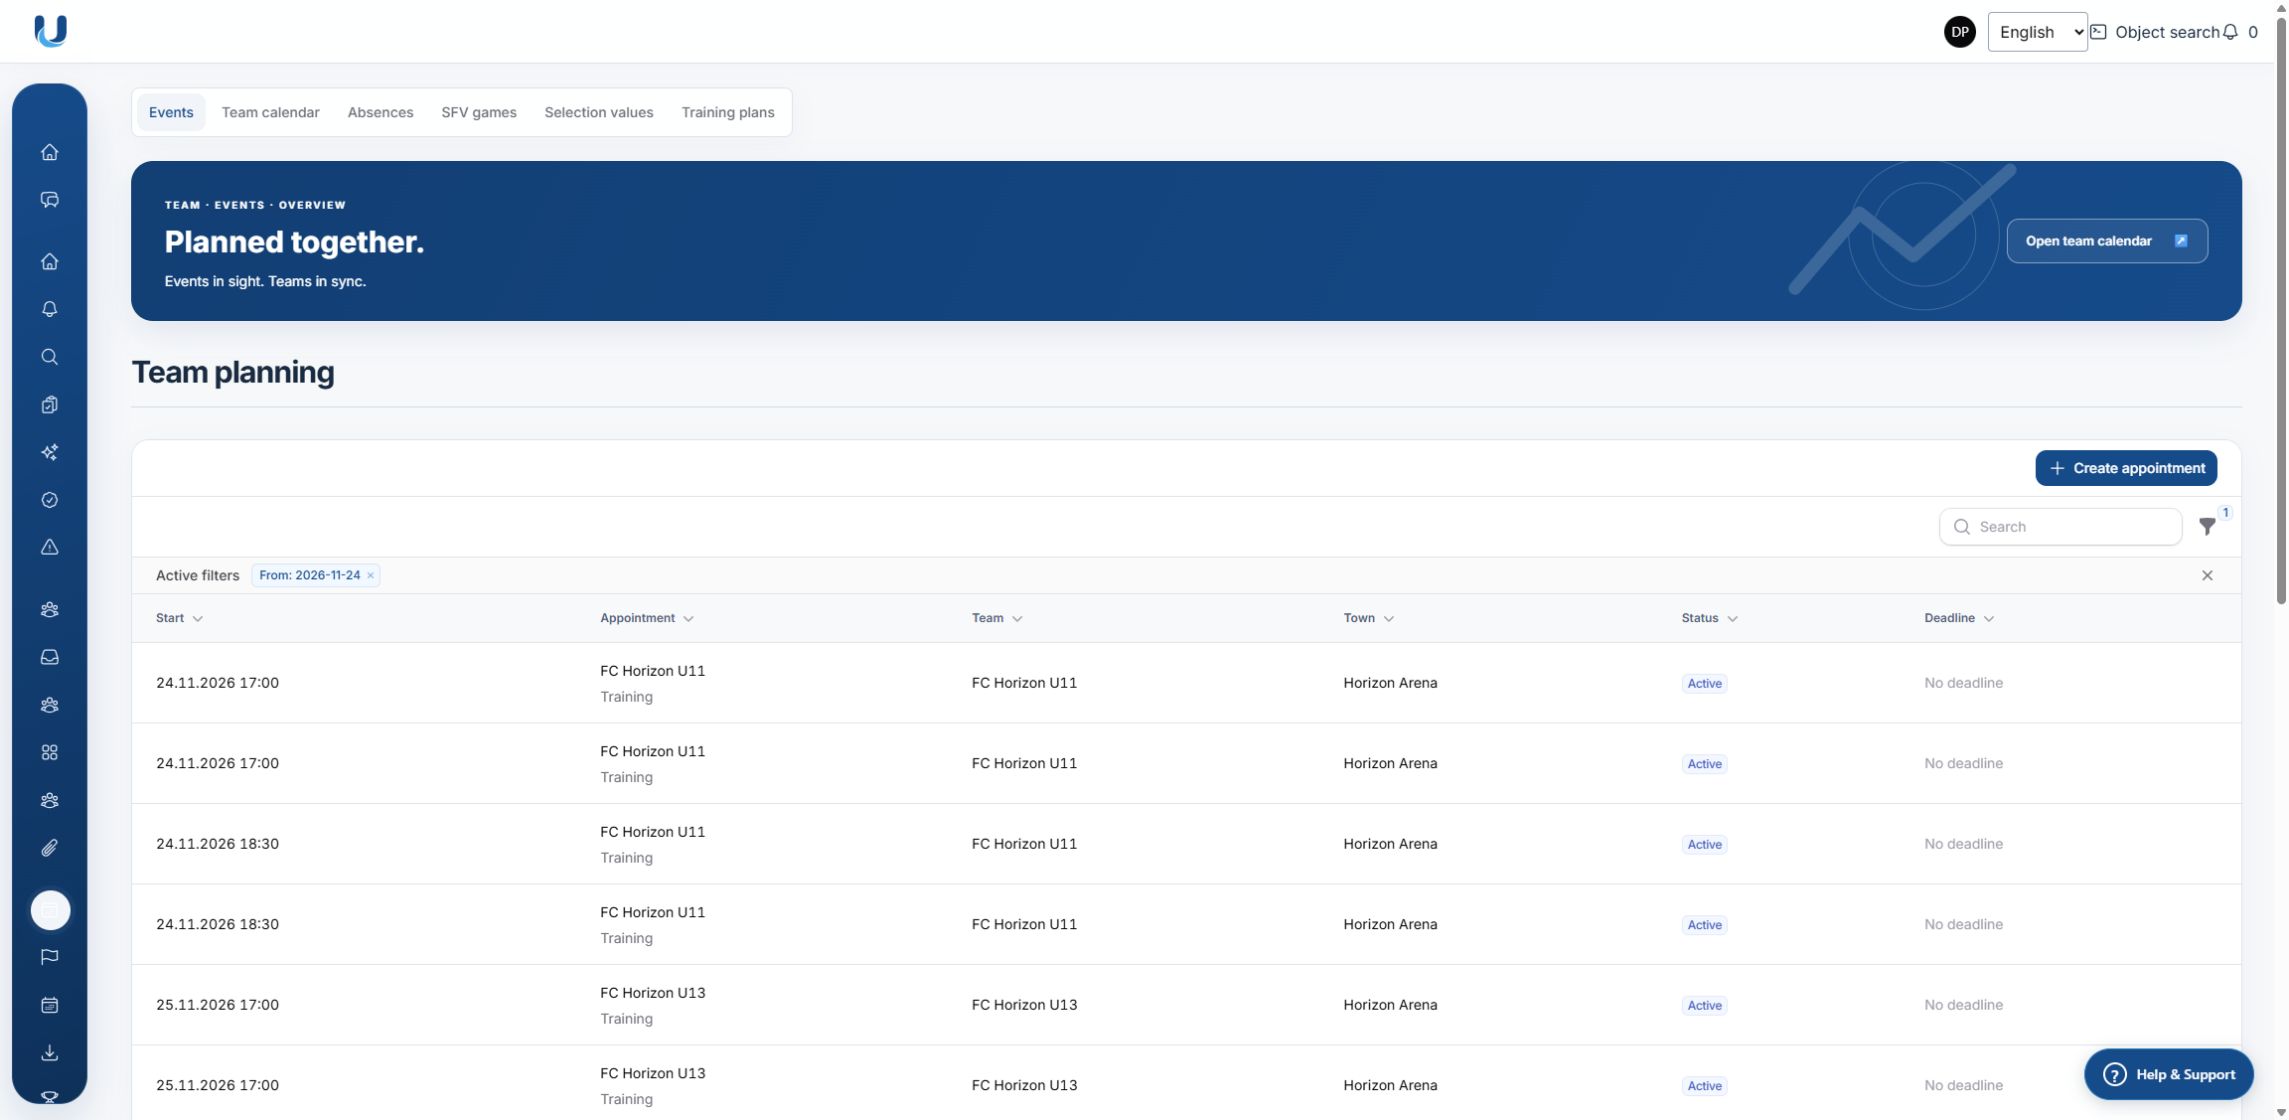 DP
English
Object search
0
Events
Team calendar
Absences
SFV games
Selection values
Training plans
TEAM · EVENTS · OVERVIEW
Planned together.
Events in sight. Teams in sync.
Open team calendar
Team planning
Create appointment
Search
1
Active filters
From: 2026-11-24 ×
Start
Appointment
Team
Town
Status
Deadline
24.11.2026 17:00
FC Horizon U11
Training
FC Horizon U11
Horizon Arena
Active
No deadline
24.11.2026 17:00
FC Horizon U11
Training
FC Horizon U11
Horizon Arena
Active
No deadline
24.11.2026 18:30
FC Horizon U11
Training
FC Horizon U11
Horizon Arena
Active
No deadline
24.11.2026 18:30
FC Horizon U11
Training
FC Horizon U11
Horizon Arena
Active
No deadline
25.11.2026 17:00
FC Horizon U13
Training
FC Horizon U13
Horizon Arena
Active
No deadline
25.11.2026 17:00
FC Horizon U13
Training
FC Horizon U13
Horizon Arena
Active
No deadline
Help & Support